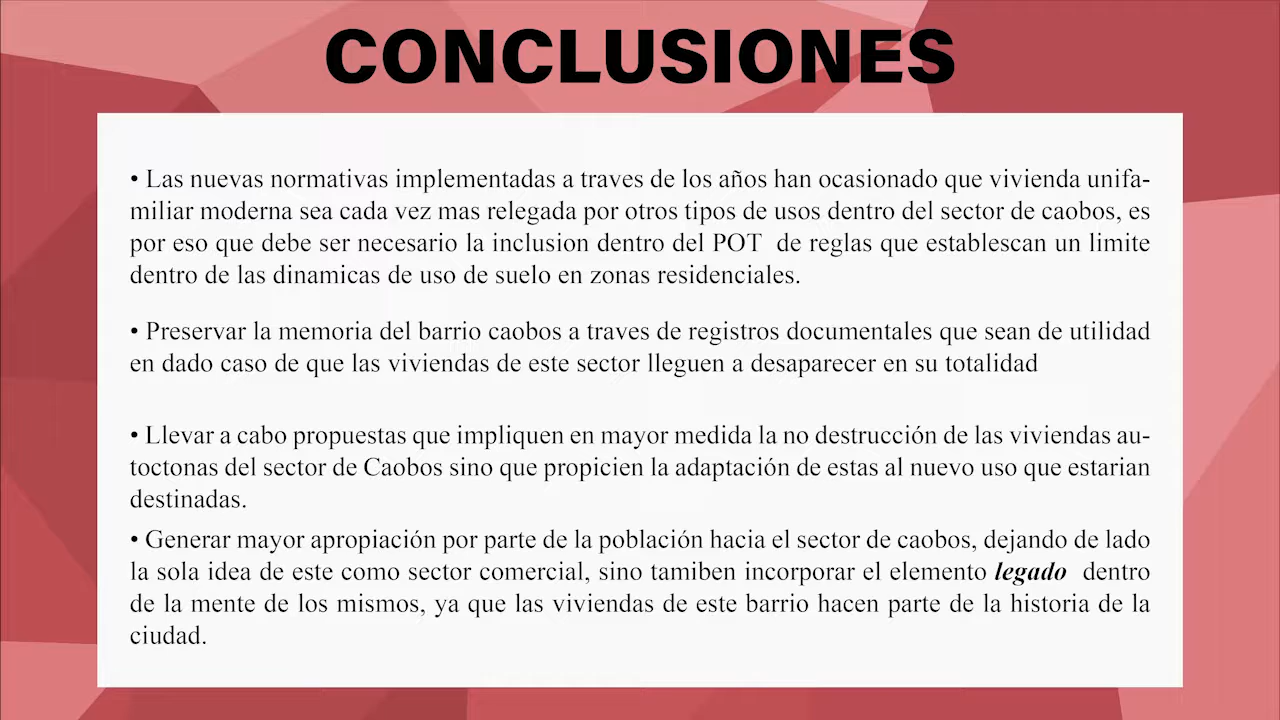 CONCLUSIONES
• Las nuevas normativas implementadas a traves de los años han ocasionado que vivienda unifa-
miliar moderna sea cada vez mas relegada por otros tipos de usos dentro del sector de caobos, es
por eso que debe ser necesario la inclusion dentro del POT de reglas que establescan un limite
dentro de las dinamicas de uso de suelo en zonas residenciales.
• Preservar la memoria del barrio caobos a traves de registros documentales que sean de utilidad
en dado caso de que las viviendas de este sector lleguen a desaparecer en su totalidad
• Llevar a cabo propuestas que impliquen en mayor medida la no destrucción de las viviendas au-
toctonas del sector de Caobos sino que propicien la adaptación de estas al nuevo uso que estarian
destinadas.
• Generar mayor apropiación por parte de la población hacia el sector de caobos, dejando de lado
la sola idea de este como sector comercial, sino tamiben incorporar el elemento legado dentro
de la mente de los mismos, ya que las viviendas de este barrio hacen parte de la historia de la
ciudad.